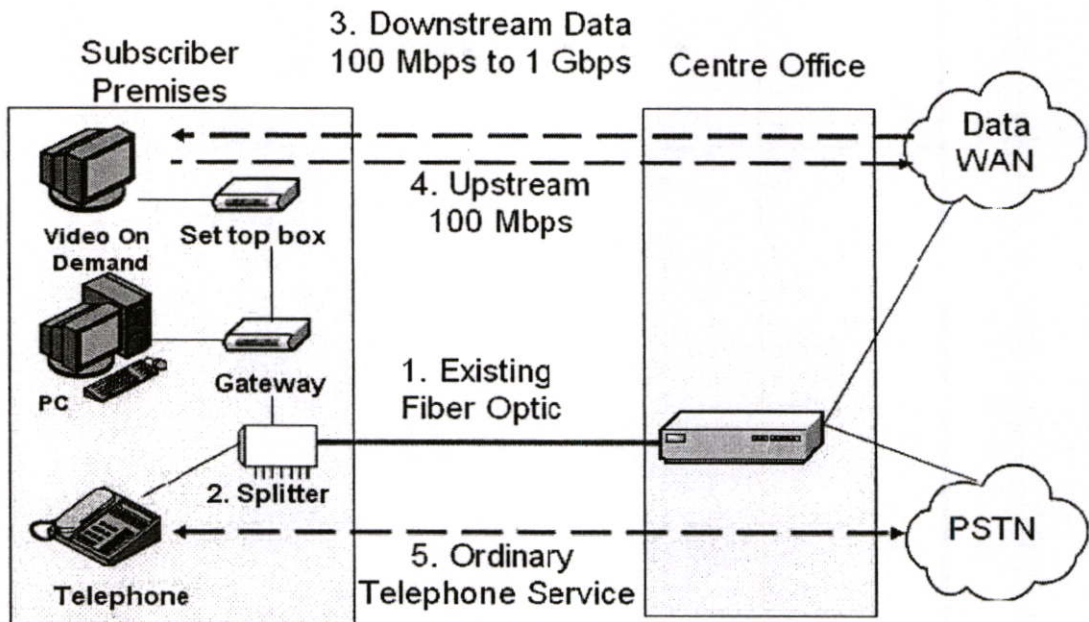 3. Downstream Data
100 Mbps to 1 Gbps
Subscriber
Premises
Centre Office
Data
WAN
4. Upstream
100 Mbps
Video On
Demand
Set top box
PC
Gateway
1. Existing
Fiber Optic
2. Splitter
Telephone
5. Ordinary
Telephone Service
PSTN